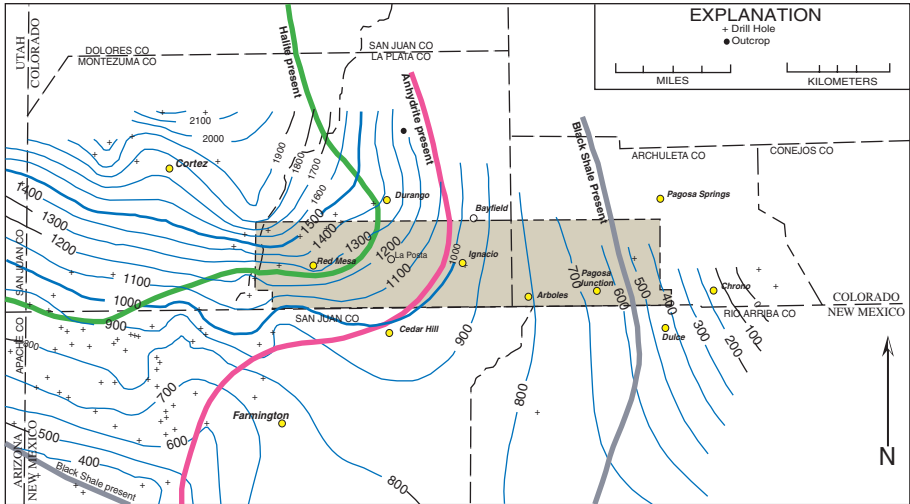 EXPLANATION
+ Drill Hole
Outcrop
MILES
KILOMETERS
UTAH
COLORADO
DOLORES CO
MONTEZUMA CO
SAN JUAN CO
LA PLATA CO
Halite present
Anhydrite present
Black Shale Present
ARCHULETA CO
CONEJOS CO
2100
2000
1900
1800
1700
1600
1500
1400
1300
1200
1100
1000
Cortez
Durango
Bayfield
Pagosa Springs
1400
1300
1200
1100
1000
900
800
Red Mesa
La Posta
Ignacio
Arboles
Pagosa
Junction
Chromo
700
600
500
400
300
200
100
SAN JUAN CO
SAN JUAN CO
RIO ARRIBA CO
COLORADO
NEW MEXICO
Cedar Hill
Dulce
900
800
APACHE CO
700
600
500
400
Farmington
800
ARIZONA
NEW MEXICO
Black Shale present
N